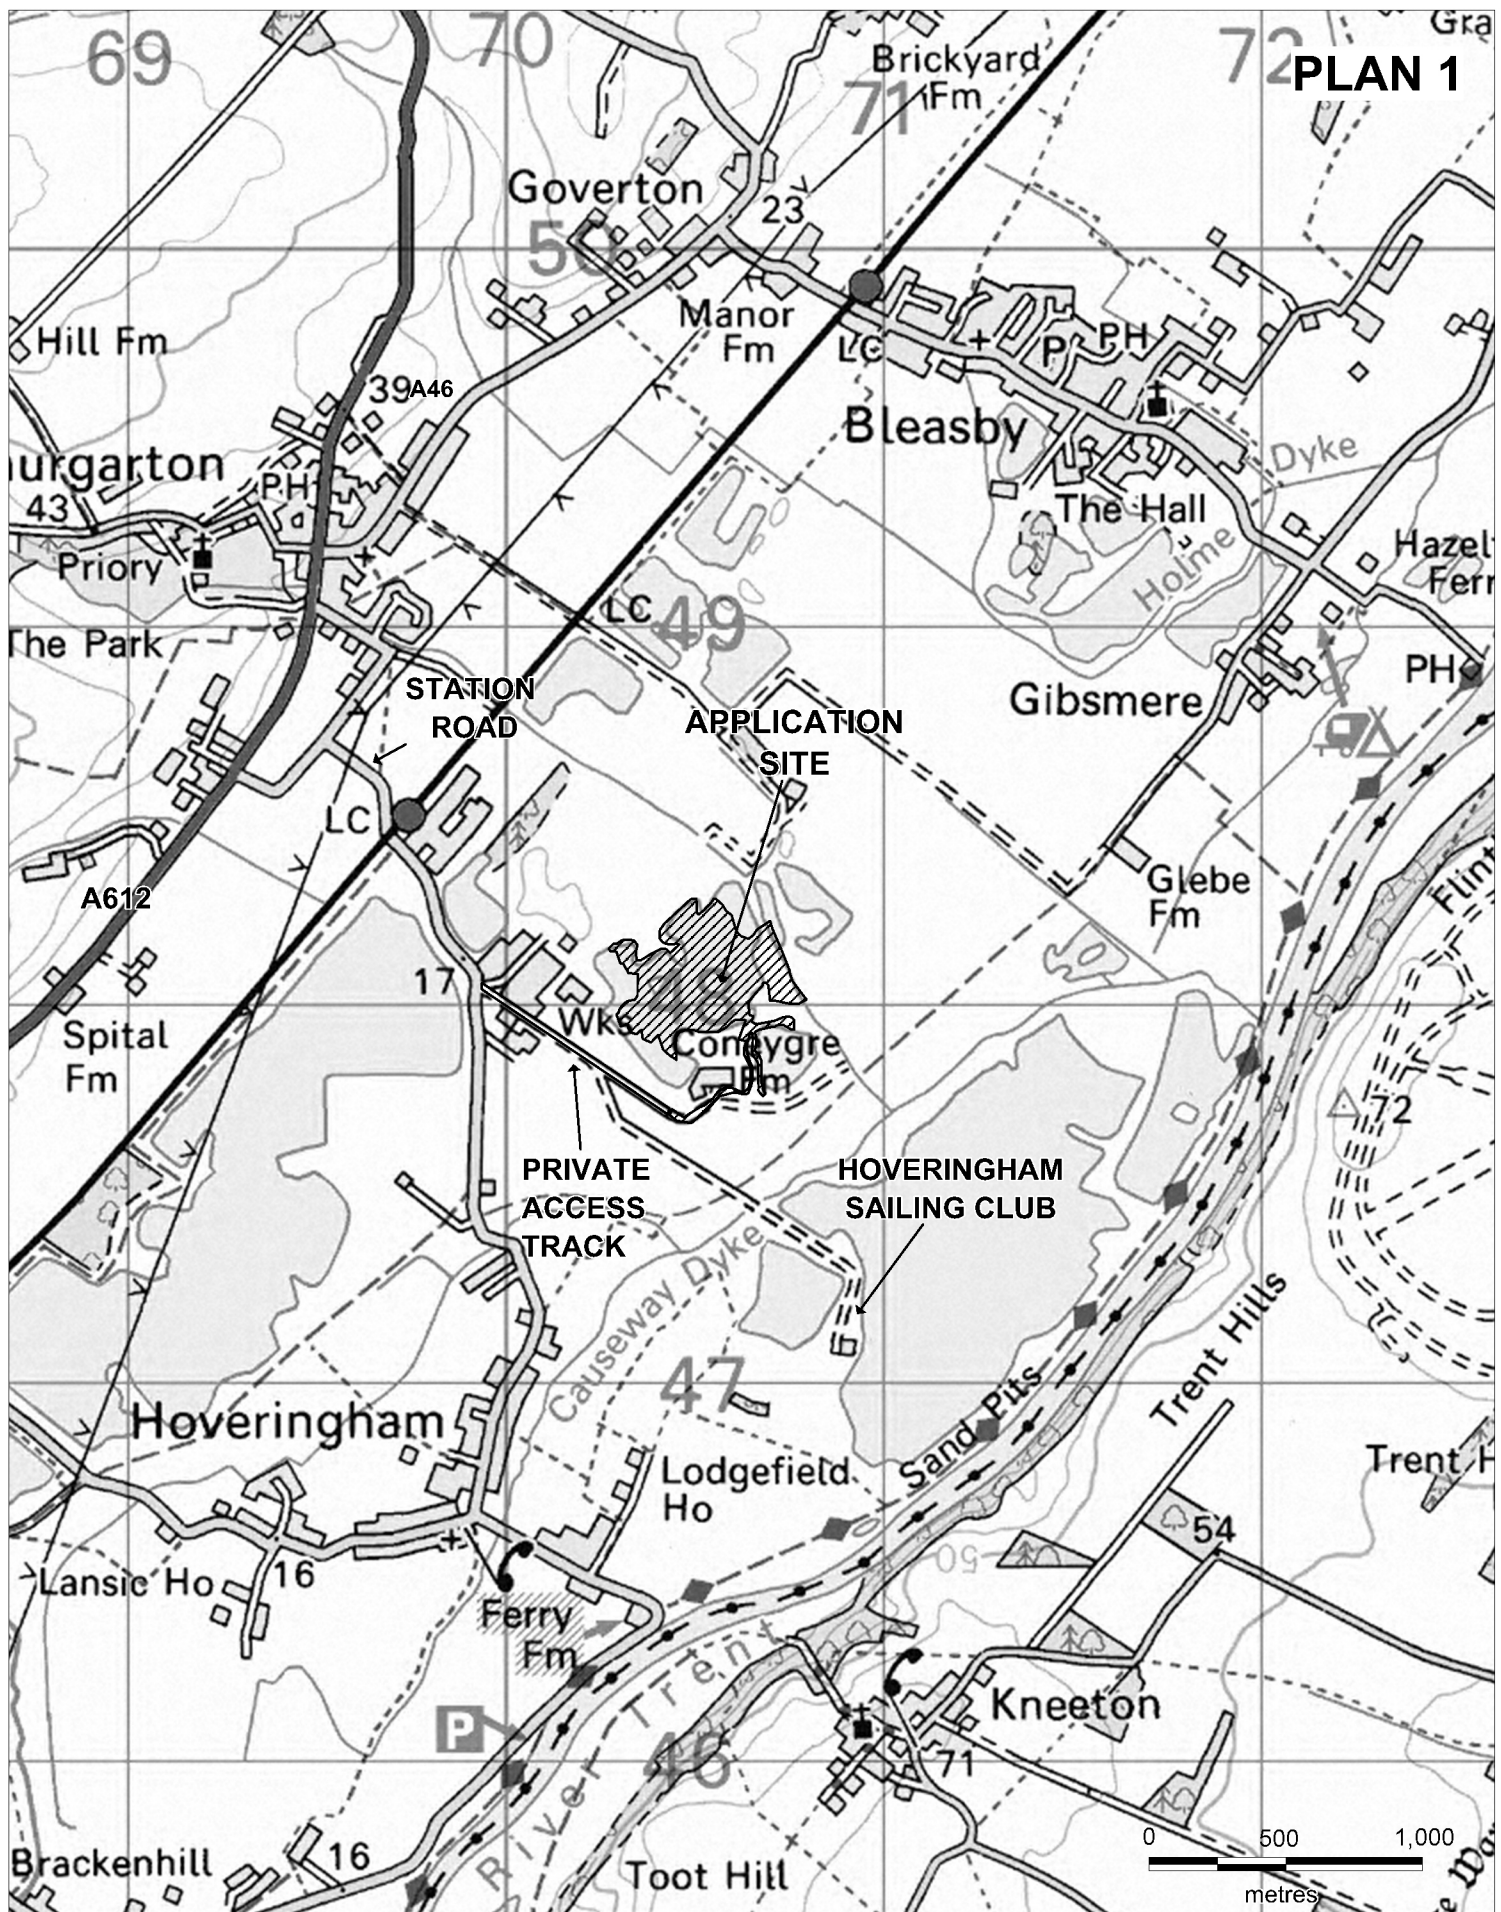 69
70
72
Gra
PLAN 1
Brickyard
Fm
71
Goverton
23
50
Manor
Fm
LC
P
PH
Hill Fm
39
A46
Bleasby
Dyke
urgarton
43
PH
The Hall
Holme
Hazel
Ferr
Priory
LC
49
The Park
PH
STATION
ROAD
APPLICATION
SITE
Gibsmere
LC
A612
Glebe
Fm
Flint
17
48
Wks
Coneygre
Fm
Spital
Fm
72
PRIVATE
ACCESS
TRACK
HOVERINGHAM
SAILING CLUB
Causeway Dyke
Trent Hills
47
Sand Pits
Hoveringham
Lodgefield
Ho
Trent H
54
50
Lansic Ho
16
Ferry
Fm
River Trent
Kneeton
P
46
71
0 500 1,000
metres
Brackenhill
16
Toot Hill